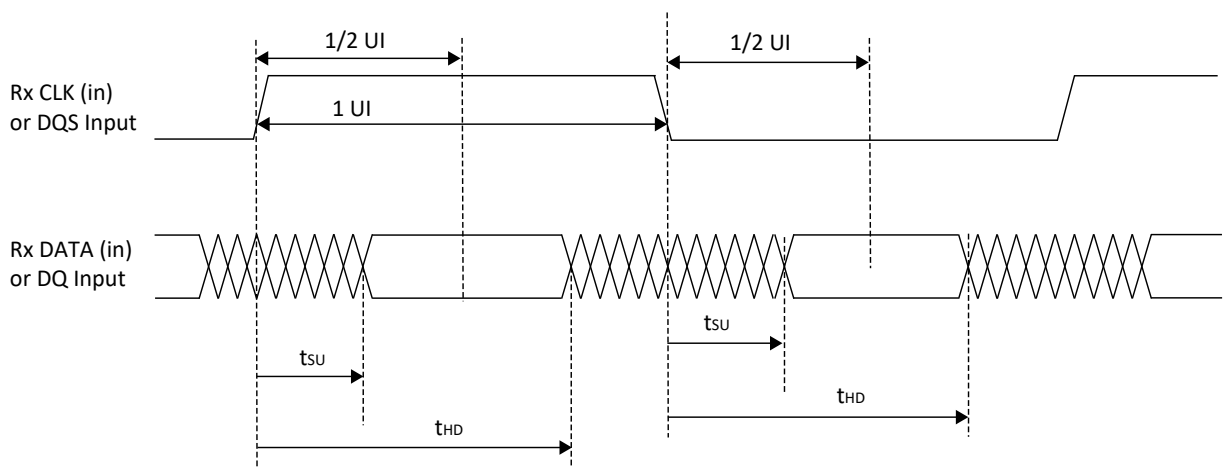 1/2 UI
1/2 UI
Rx CLK (in)
or DQS Input
1 UI
Rx DATA (in)
or DQ Input
tSU
tSU
tHD
tHD